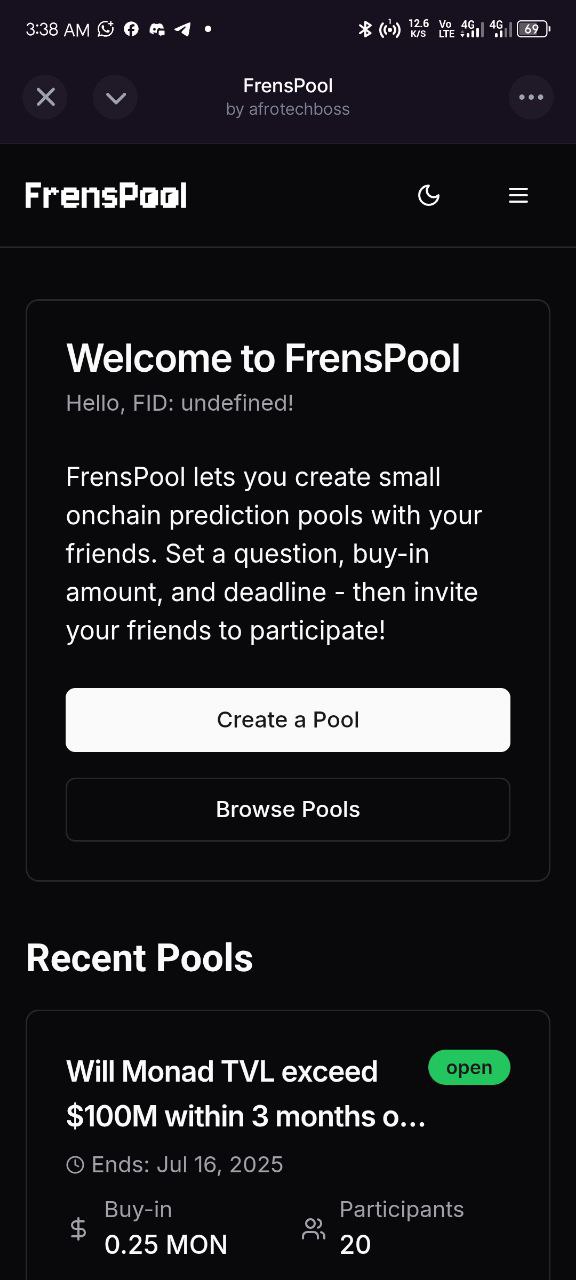 3:38 AM
12.6 K/S
Vo LTE
4G
4G
69
FrensPool
by afrotechboss
FrensPool
Welcome to FrensPool
Hello, FID: undefined!
FrensPool lets you create small
onchain prediction pools with your
friends. Set a question, buy-in
amount, and deadline - then invite
your friends to participate!
Create a Pool
Browse Pools
Recent Pools
Will Monad TVL exceed
$100M within 3 months o...
open
Ends: Jul 16, 2025
Buy-in
0.25 MON
Participants
20